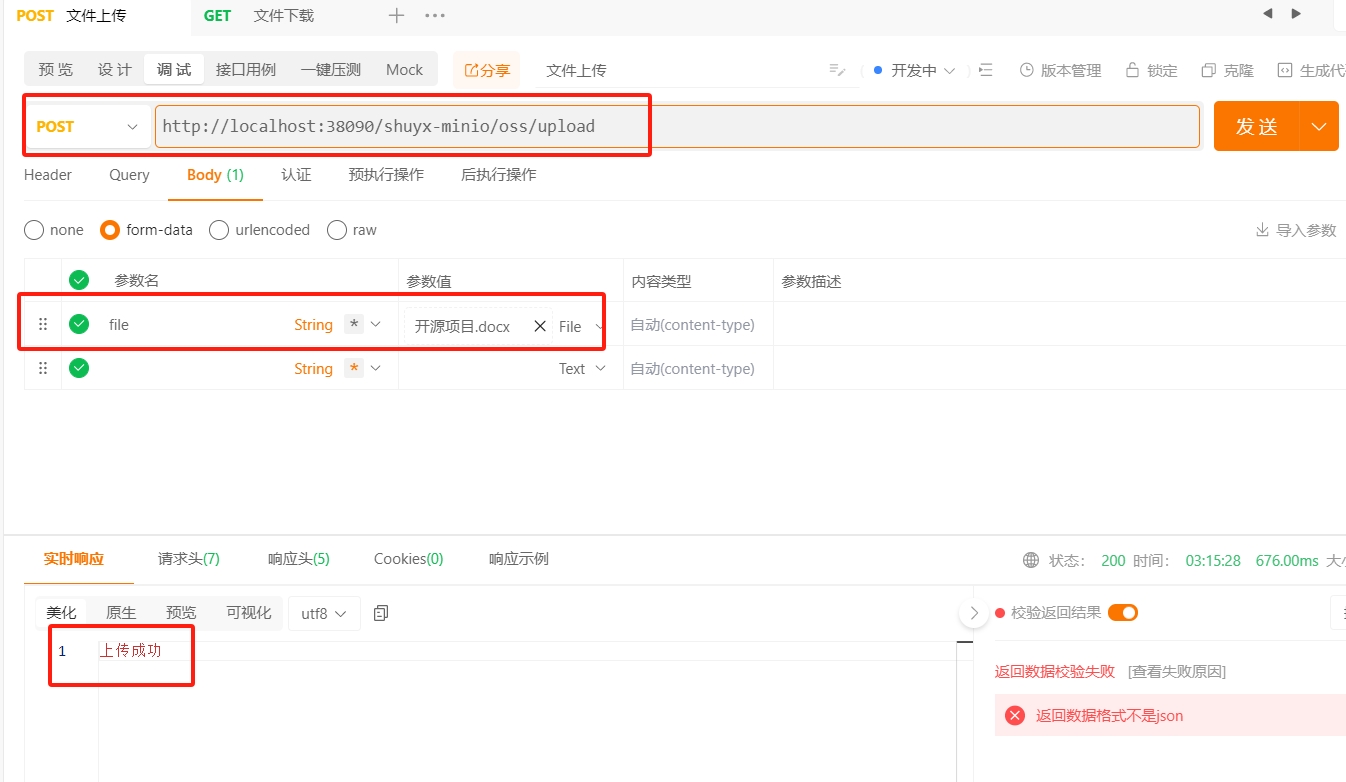 POST 文件上传 GET 文件下载
预览 设计 调试 接口用例 一键压测 Mock 分享 文件上传 开发中 版本管理 锁定 克隆
POST http://localhost:38090/shuyx-minio/oss/upload 发送
Header Query Body (1) 认证 预执行操作 后执行操作
none form-data urlencoded raw 导入参数
参数名 参数值 内容类型 参数描述
file String * 开源项目.docx File 自动(content-type)
String * Text 自动(content-type)
实时响应 请求头(7) 响应头(5) Cookies(0) 响应示例 状态: 200 时间: 03:15:28 676.00ms
美化 原生 预览 可视化 utf8 校验返回结果
1 上传成功
返回数据校验失败 [查看失败原因]
返回数据格式不是json